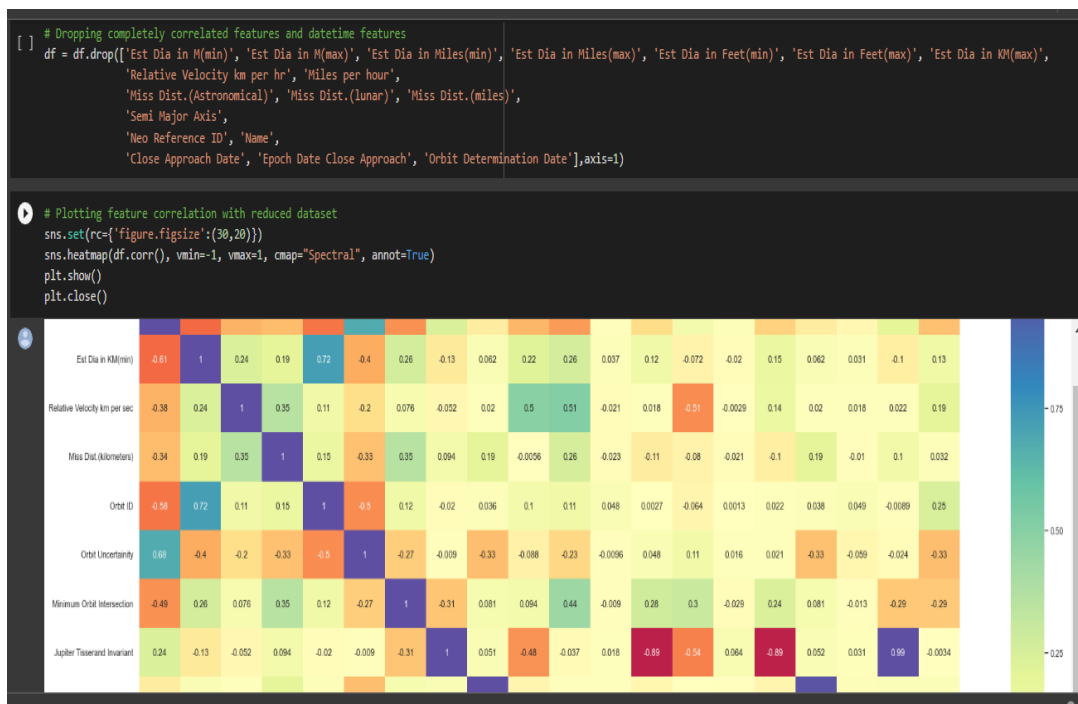 [ ]
# Dropping completely correlated features and datetime features
df = df.drop(['Est Dia in M(min)', 'Est Dia in M(max)', 'Est Dia in Miles(min)', 'Est Dia in Miles(max)', 'Est Dia in Feet(min)', 'Est Dia in Feet(max)', 'Est Dia in KM(max)',
'Relative Velocity km per hr', 'Miles per hour',
'Miss Dist.(Astronomical)', 'Miss Dist.(lunar)', 'Miss Dist.(miles)',
'Semi Major Axis',
'Neo Reference ID', 'Name',
'Close Approach Date', 'Epoch Date Close Approach', 'Orbit Determination Date'],axis=1)
# Plotting feature correlation with reduced dataset
sns.set(rc={'figure.figsize':(30,20)})
sns.heatmap(df.corr(), vmin=-1, vmax=1, cmap="Spectral", annot=True)
plt.show()
plt.close()
Est Dia in KM(min) -0.61 1 0.24 0.19 0.72 -0.4 0.26 -0.13 0.062 0.22 0.26 0.037 0.12 -0.072 -0.02 0.15 0.062 0.031 -0.1 0.13
Relative Velocity km per sec -0.38 0.24 1 0.35 0.11 -0.2 0.076 -0.052 0.02 0.5 0.51 -0.021 0.018 -0.51 -0.0029 0.14 0.02 0.018 0.022 0.19
Miss Dist.(kilometers) -0.34 0.19 0.35 1 0.15 -0.33 0.35 0.094 0.19 -0.0056 0.26 -0.023 -0.11 -0.08 -0.021 -0.1 0.19 -0.01 0.1 0.032
Orbit ID -0.58 0.72 0.11 0.15 1 -0.5 0.12 -0.02 0.036 0.1 0.11 0.048 0.0027 -0.064 0.0013 0.022 0.038 0.049 -0.0089 0.25
Orbit Uncertainity 0.68 -0.4 -0.2 -0.33 -0.5 1 -0.27 -0.009 -0.33 -0.088 -0.23 -0.0096 0.048 0.11 0.016 0.021 -0.33 -0.059 -0.024 -0.33
Minimum Orbit Intersection -0.49 0.26 0.076 0.35 0.12 -0.27 1 -0.31 0.081 0.094 0.44 -0.009 0.28 0.3 -0.029 0.24 0.081 -0.013 -0.29 -0.29
Jupiter Tisserand Invariant 0.24 -0.13 -0.052 0.094 -0.02 -0.009 -0.31 1 0.051 -0.48 -0.037 0.018 -0.89 -0.54 0.064 -0.89 0.052 0.031 0.99 -0.0034
0.75
0.50
0.25